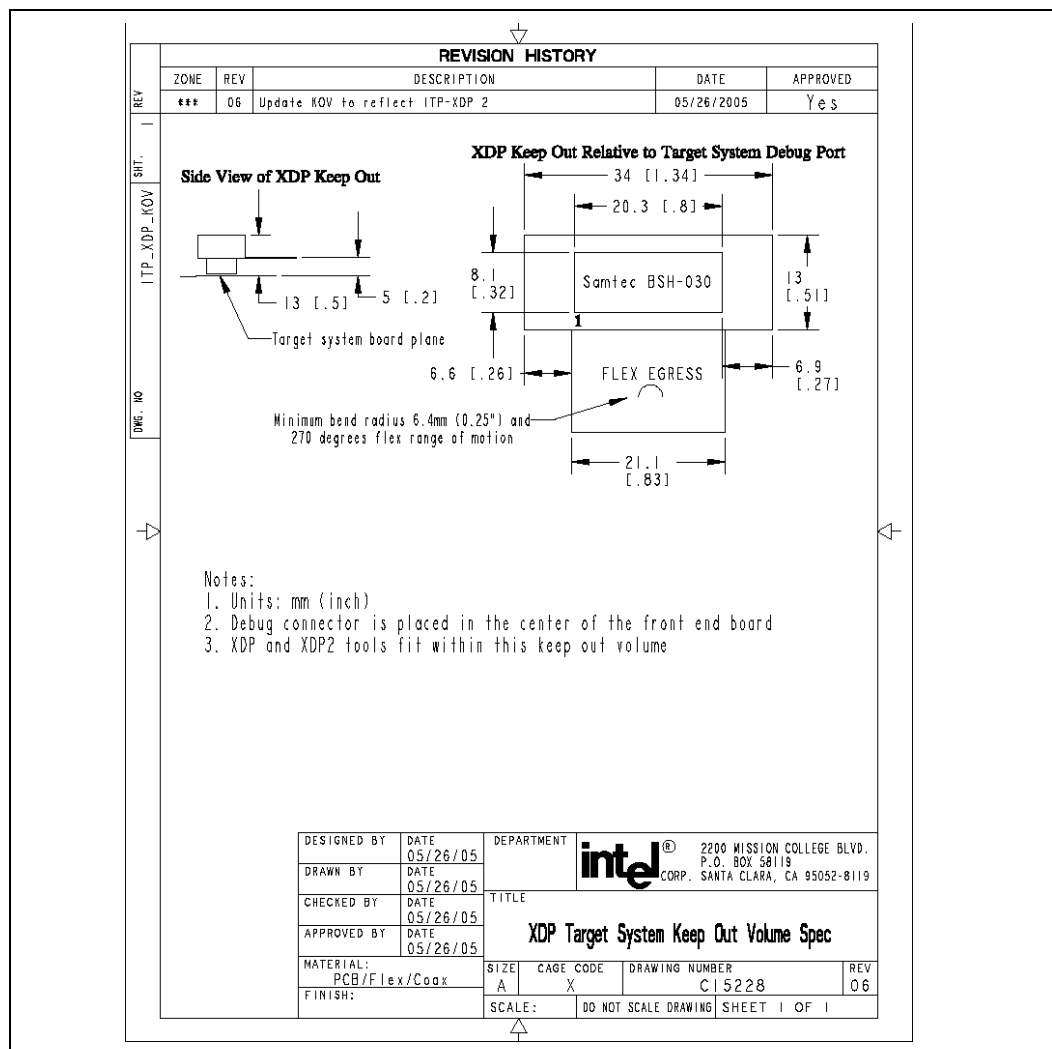 REVISION HISTORY
ZONE REV DESCRIPTION DATE APPROVED
*** 06 Update KOV to reflect ITP-XDP 2 05/26/2005 Yes
REV
SHT. 1
ITP_XDP_KOV
DWG. NO
XDP Keep Out Relative to Target System Debug Port
Side View of XDP Keep Out
34 [1.34]
20.3 [.8]
8.1
[.32]
Samtec BSH-030
13
[.51]
1
13 [.5]
5 [.2]
Target system board plane
6.6 [.26]
FLEX EGRESS
6.9
[.27]
Minimum bend radius 6.4mm (0.25") and
270 degrees flex range of motion
21.1
[.83]
Notes:
1. Units: mm (inch)
2. Debug connector is placed in the center of the front end board
3. XDP and XDP2 tools fit within this keep out volume
DESIGNED BY DATE
05/26/05
DRAWN BY DATE
05/26/05
CHECKED BY DATE
05/26/05
APPROVED BY DATE
05/26/05
MATERIAL:
PCB/Flex/Coax
FINISH:
DEPARTMENT
intel®
CORP.
2200 MISSION COLLEGE BLVD.
P.O. BOX 58119
SANTA CLARA, CA 95052-8119
TITLE
XDP Target System Keep Out Volume Spec
SIZE CAGE CODE DRAWING NUMBER REV
A X C15228 06
SCALE: DO NOT SCALE DRAWING SHEET 1 OF 1